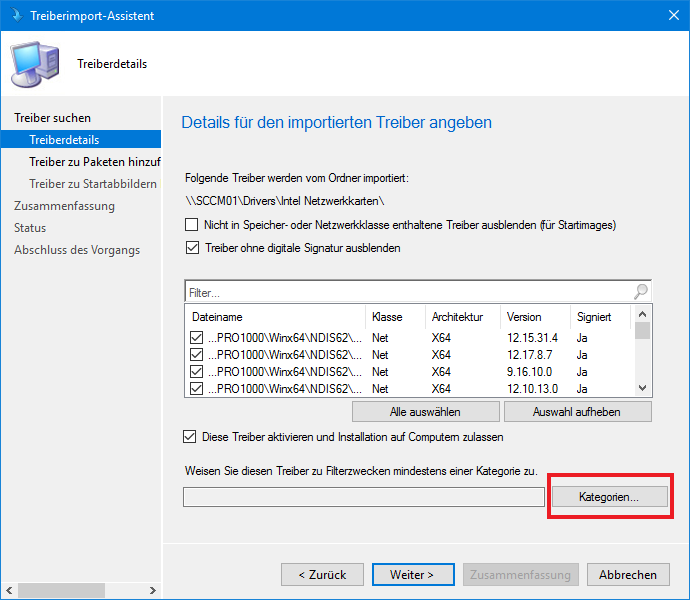 Treiberimport-Assistent
Treiberdetails
Treiber suchen
Treiberdetails
Treiber zu Paketen hinzuf
Treiber zu Startabbildern
Zusammenfassung
Status
Abschluss des Vorgangs
Details für den importierten Treiber angeben
Folgende Treiber werden vom Ordner importiert:
\\SCCM01\Drivers\Intel Netzwerkkarten\
Nicht in Speicher- oder Netzwerkklasse enthaltene Treiber ausblenden (für Startimages)
Treiber ohne digitale Signatur ausblenden
Filter...
Dateiname Klasse Architektur Version Signiert
...PRO1000\Winx64\NDIS62\... Net X64 12.15.31.4 Ja
...PRO1000\Winx64\NDIS62\... Net X64 12.17.8.7 Ja
...PRO1000\Winx64\NDIS62\... Net X64 9.16.10.0 Ja
...PRO1000\Winx64\NDIS62\... Net X64 12.10.13.0 Ja
Alle auswählen Auswahl aufheben
Diese Treiber aktivieren und Installation auf Computern zulassen
Weisen Sie diesen Treiber zu Filterzwecken mindestens einer Kategorie zu.
Kategorien...
< Zurück Weiter > Zusammenfassung Abbrechen